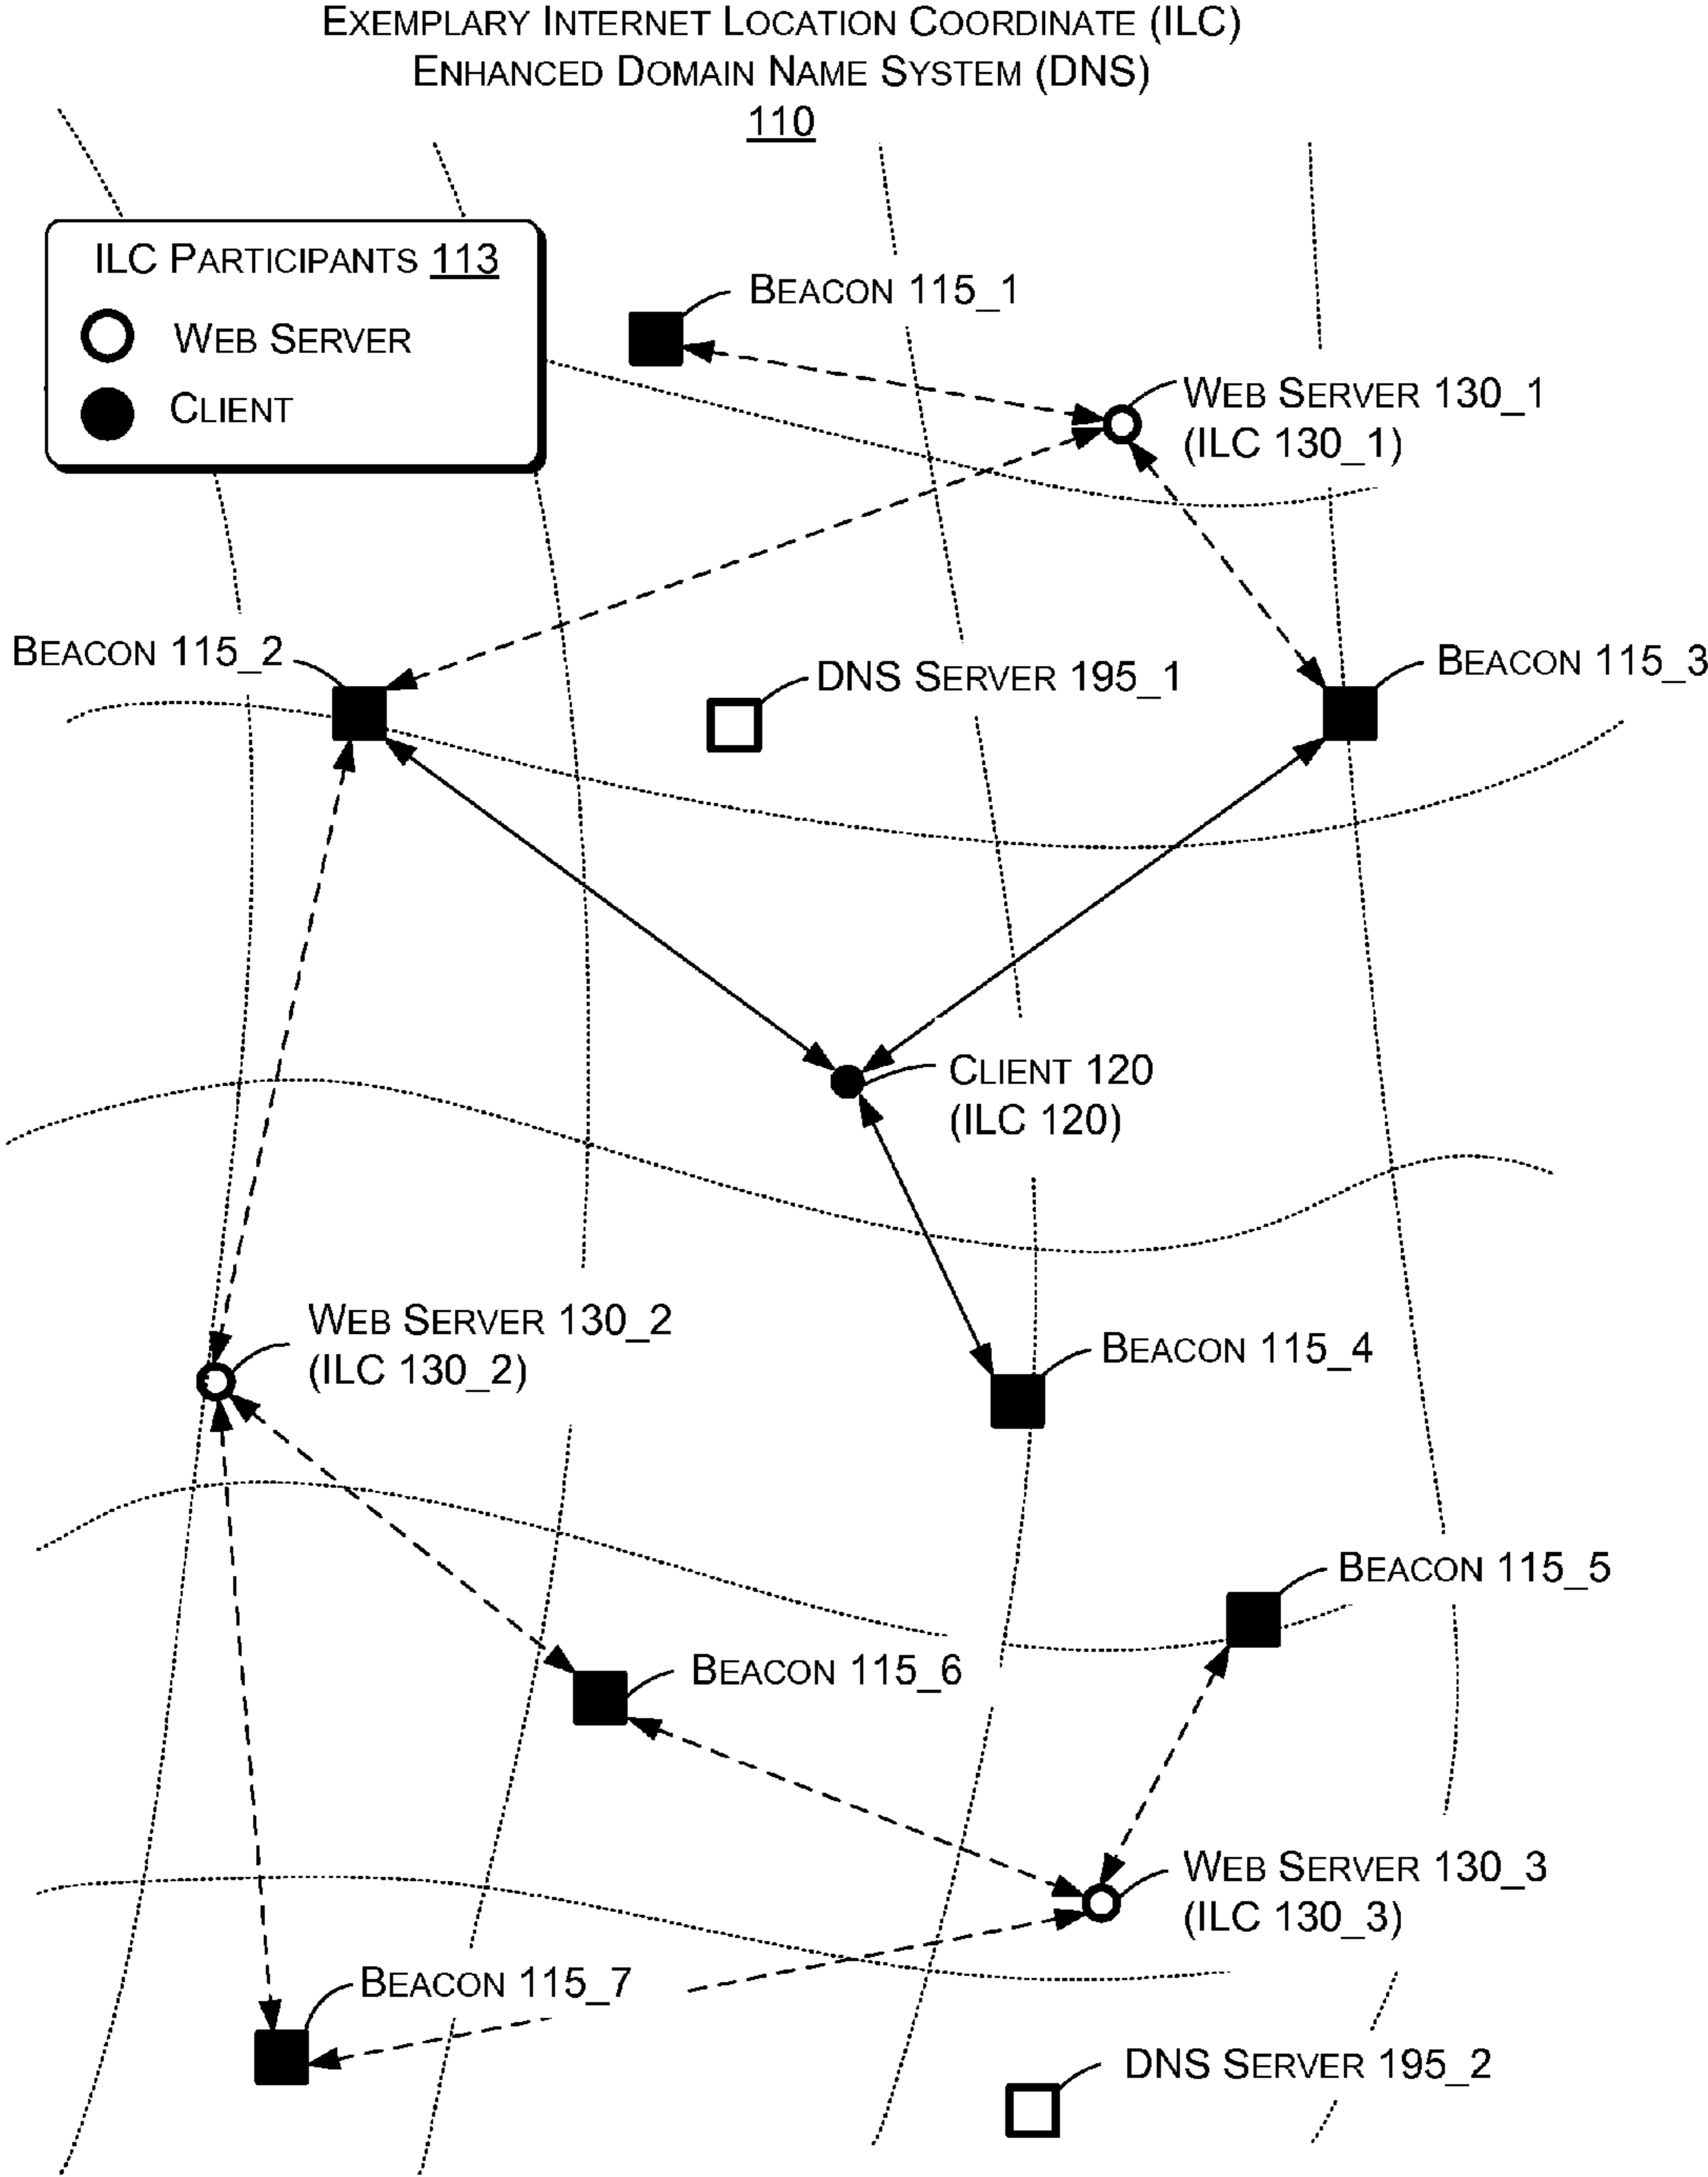 EXEMPLARY INTERNET LOCATION COORDINATE (ILC)
ENHANCED DOMAIN NAME SYSTEM (DNS)
110
ILC PARTICIPANTS 113
WEB SERVER
CLIENT
BEACON 115_1
WEB SERVER 130_1
(ILC 130_1)
BEACON 115_2
DNS SERVER 195_1
BEACON 115_3
CLIENT 120
(ILC 120)
WEB SERVER 130_2
(ILC 130_2)
BEACON 115_4
BEACON 115_5
BEACON 115_6
WEB SERVER 130_3
(ILC 130_3)
BEACON 115_7
DNS SERVER 195_2